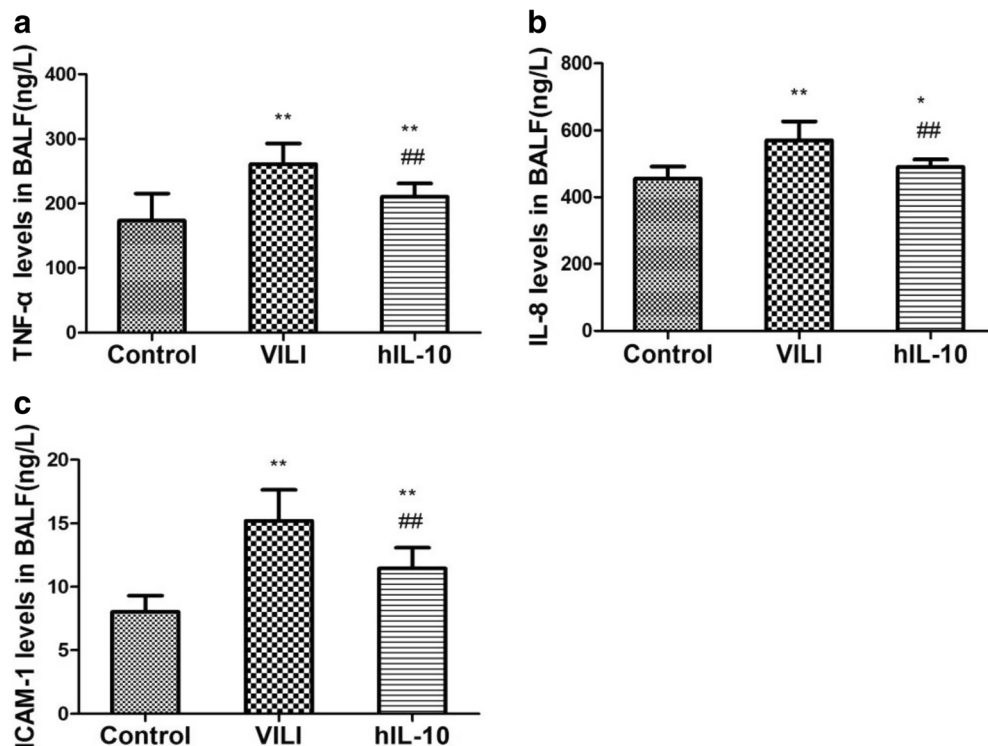 a
TNF-α levels in BALF(ng/L)
400
300
200
100
0
**
**
##
Control VILI hIL-10
b
IL-8 levels in BALF(ng/L)
800
600
400
200
0
**
*
##
Control VILI hIL-10
c
ICAM-1 levels in BALF(ng/L)
20
15
10
5
0
**
**
##
Control VILI hIL-10